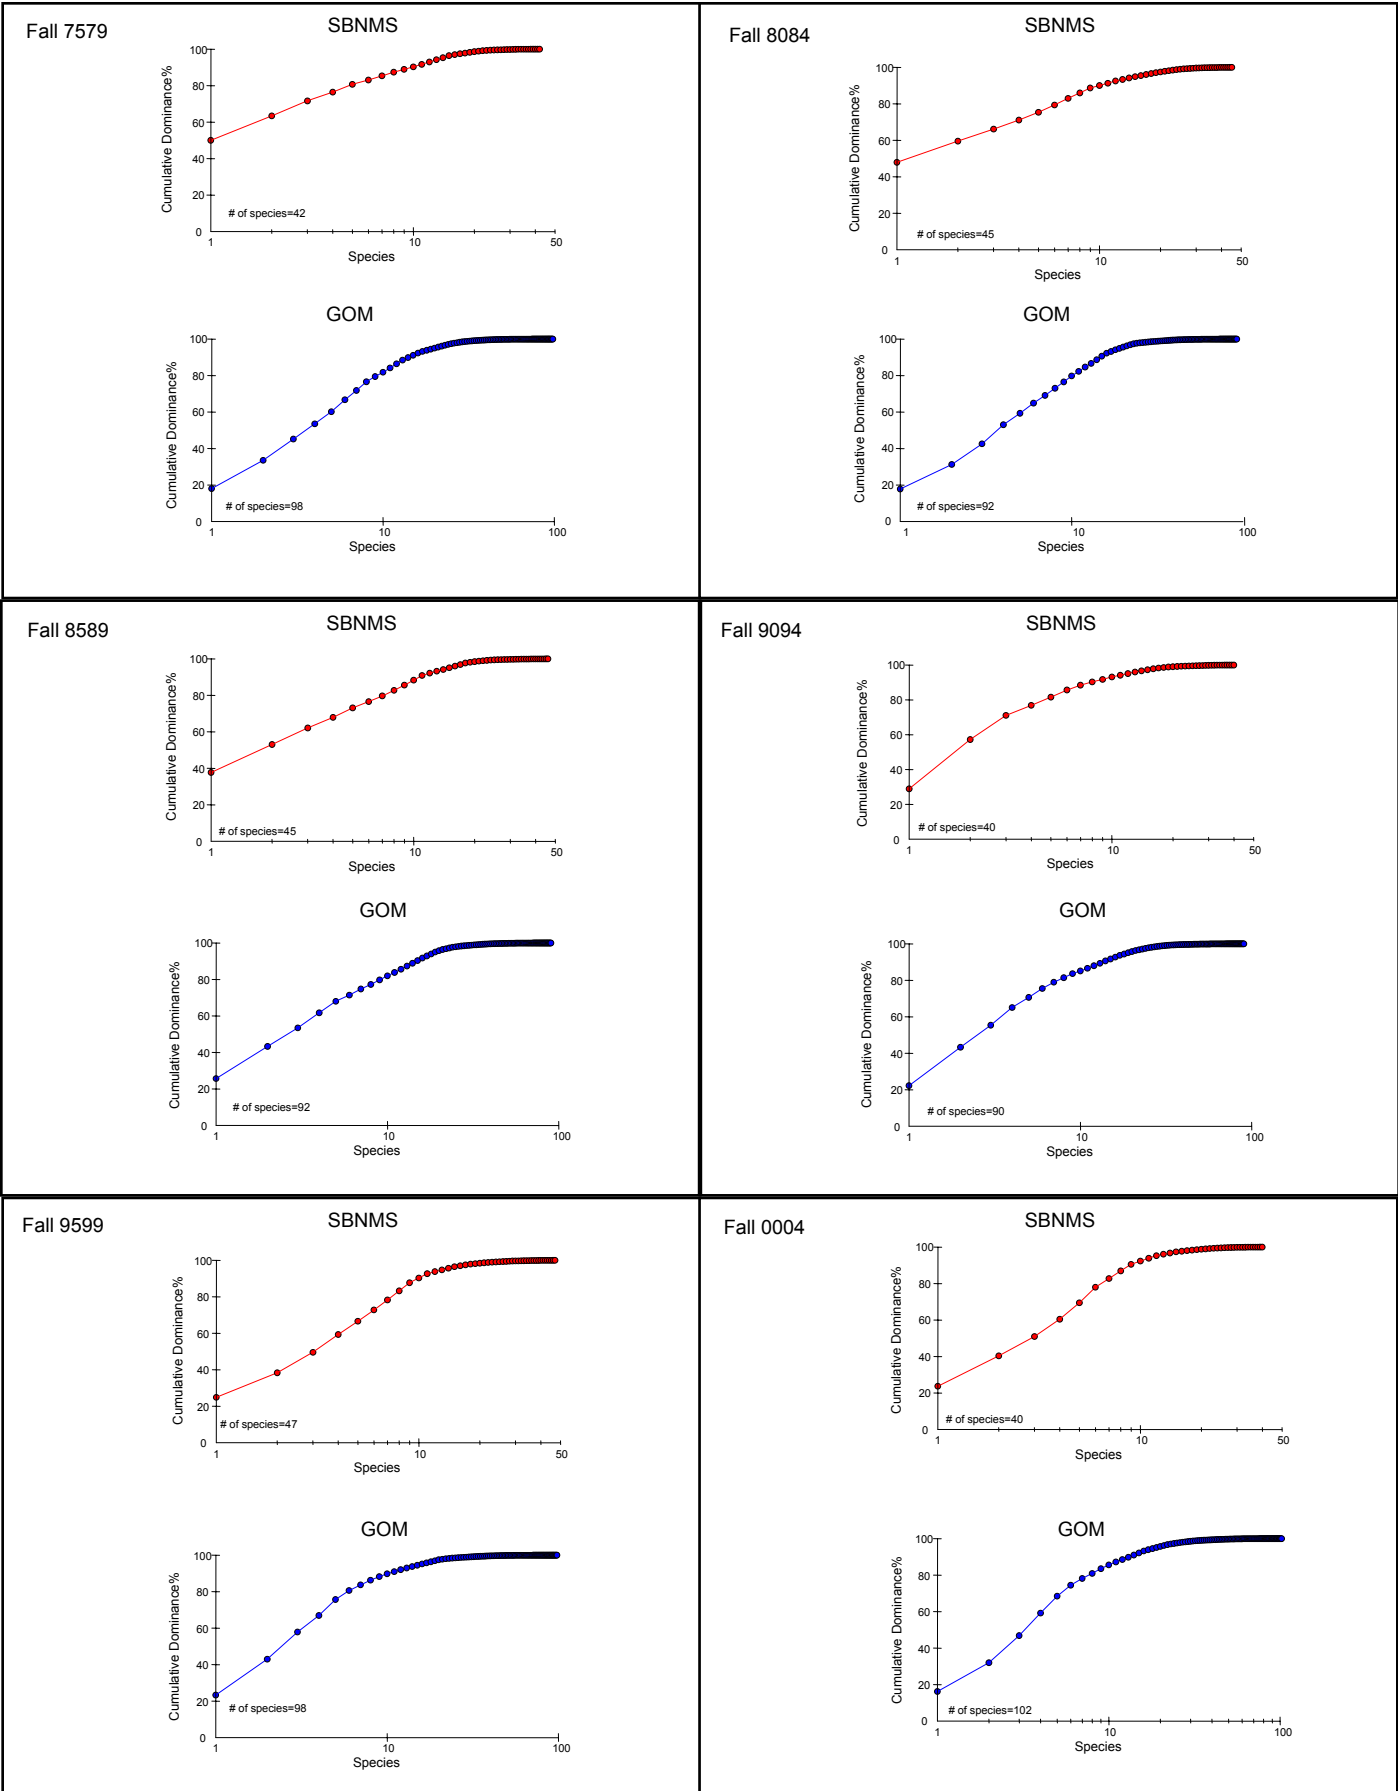 Fall 7579
SBNMS
Cumulative Dominance%
100
80
60
40
20
0
# of species=42
1
10
50
Species
GOM
Cumulative Dominance%
100
80
60
40
20
0
# of species=98
1
10
100
Species
Fall 8084
SBNMS
Cumulative Dominance%
100
80
60
40
20
0
# of species=45
1
10
50
Species
GOM
Cumulative Dominance%
100
80
60
40
20
0
# of species=92
1
10
100
Species
Fall 8589
SBNMS
Cumulative Dominance%
100
80
60
40
20
0
# of species=45
1
10
50
Species
GOM
Cumulative Dominance%
100
80
60
40
20
0
# of species=92
1
10
100
Species
Fall 9094
SBNMS
Cumulative Dominance%
100
80
60
40
20
0
# of species=40
1
10
50
Species
GOM
Cumulative Dominance%
100
80
60
40
20
0
# of species=90
1
10
100
Species
Fall 9599
SBNMS
Cumulative Dominance%
100
80
60
40
20
0
# of species=47
1
10
50
Species
GOM
Cumulative Dominance%
100
80
60
40
20
0
# of species=98
1
10
100
Species
Fall 0004
SBNMS
Cumulative Dominance%
100
80
60
40
20
0
# of species=40
1
10
50
Species
GOM
Cumulative Dominance%
100
80
60
40
20
0
# of species=102
1
10
100
Species